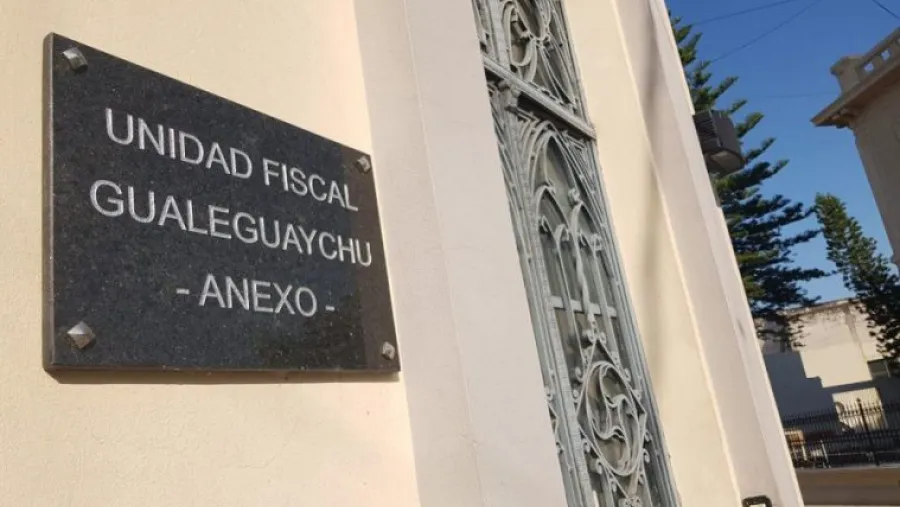 UNIDAD FISCAL
GUALEGUAYCHU
- ANEXO -